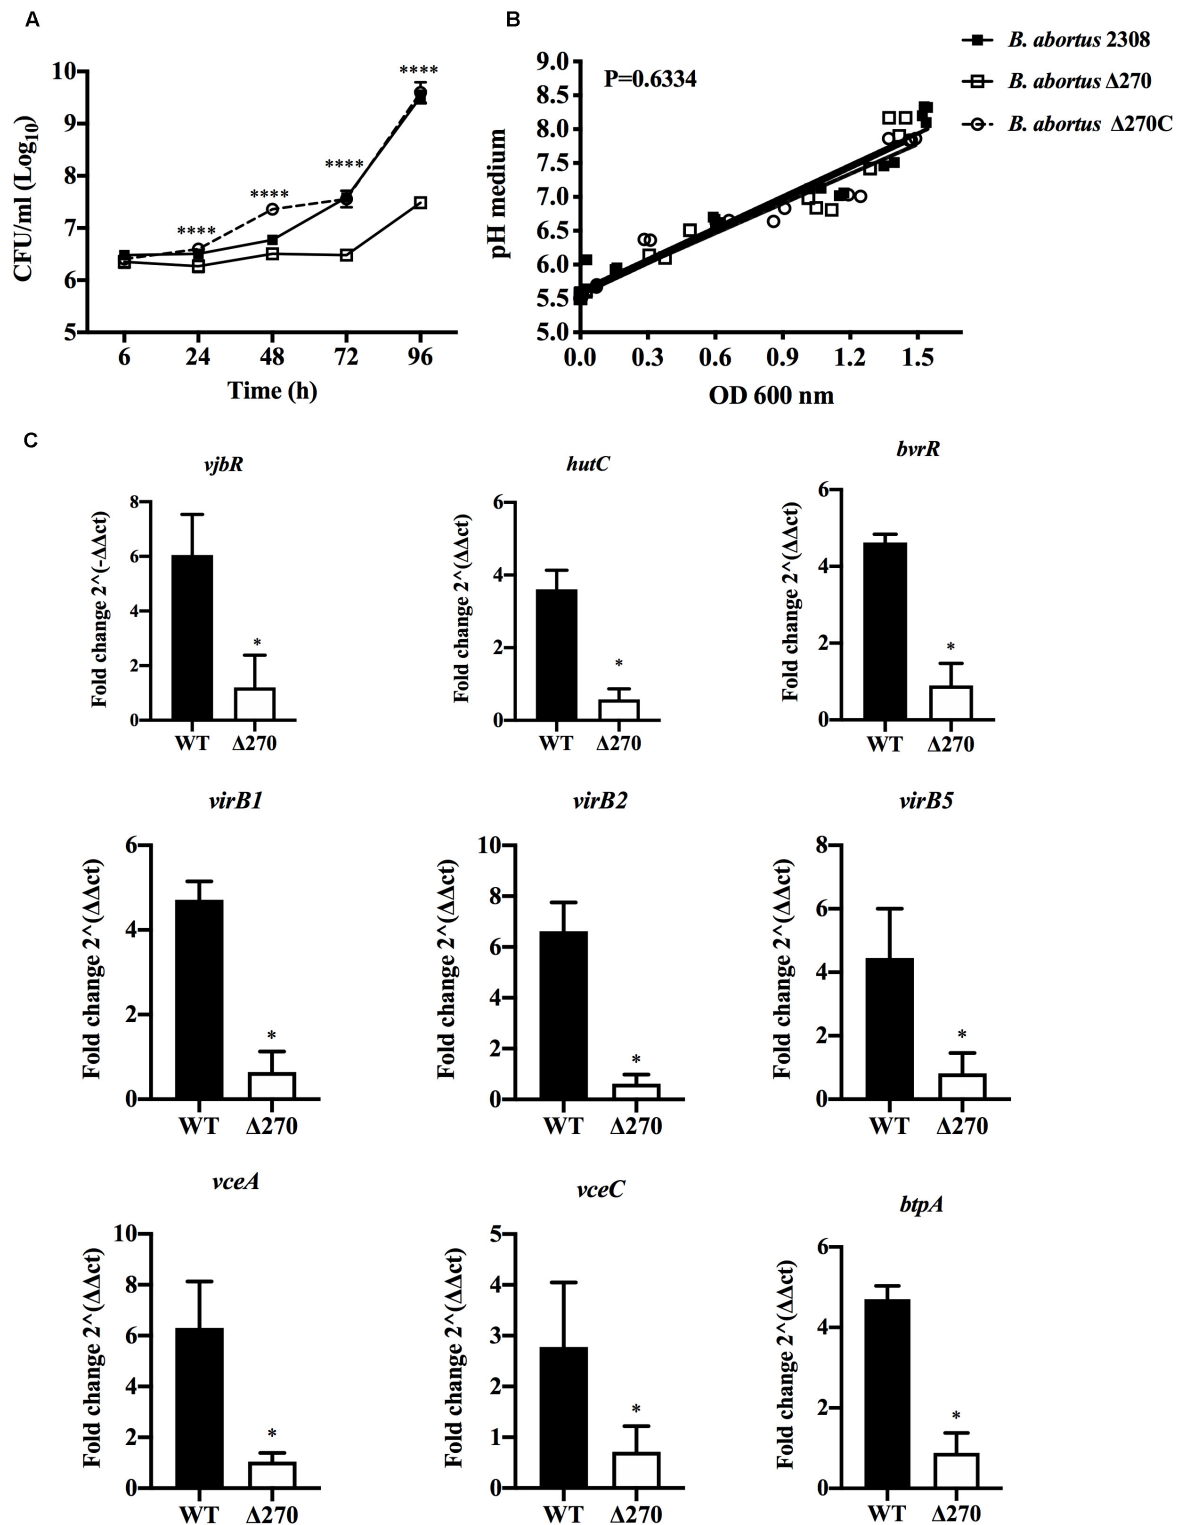 A
CFU/ml (Log10)
10
9
8
7
6
5
****
****
****
****
6 24 48 72 96
Time (h)
B
pH medium
9.0
8.5
8.0
7.5
7.0
6.5
6.0
5.5
5.0
P=0.6334
0.0 0.3 0.6 0.9 1.2 1.5
OD 600 nm
B. abortus 2308
B. abortus Δ270
B. abortus Δ270C
C
vjbR
Fold change 2^(-ΔΔct)
8
6
4
2
0
*
WT Δ270
hutC
Fold change 2^(ΔΔct)
6
4
2
0
*
WT Δ270
bvrR
Fold change 2^(ΔΔct)
6
4
2
0
*
WT Δ270
virB1
Fold change 2^(ΔΔct)
6
4
2
0
*
WT Δ270
virB2
Fold change 2^(ΔΔct)
10
8
6
4
2
0
*
WT Δ270
virB5
Fold change 2^(ΔΔct)
8
6
4
2
0
*
WT Δ270
vceA
Fold change 2^(ΔΔct)
10
8
6
4
2
0
*
WT Δ270
vceC
Fold change 2^(ΔΔct)
5
4
3
2
1
0
*
WT Δ270
btpA
Fold change 2^(ΔΔct)
6
4
2
0
*
WT Δ270